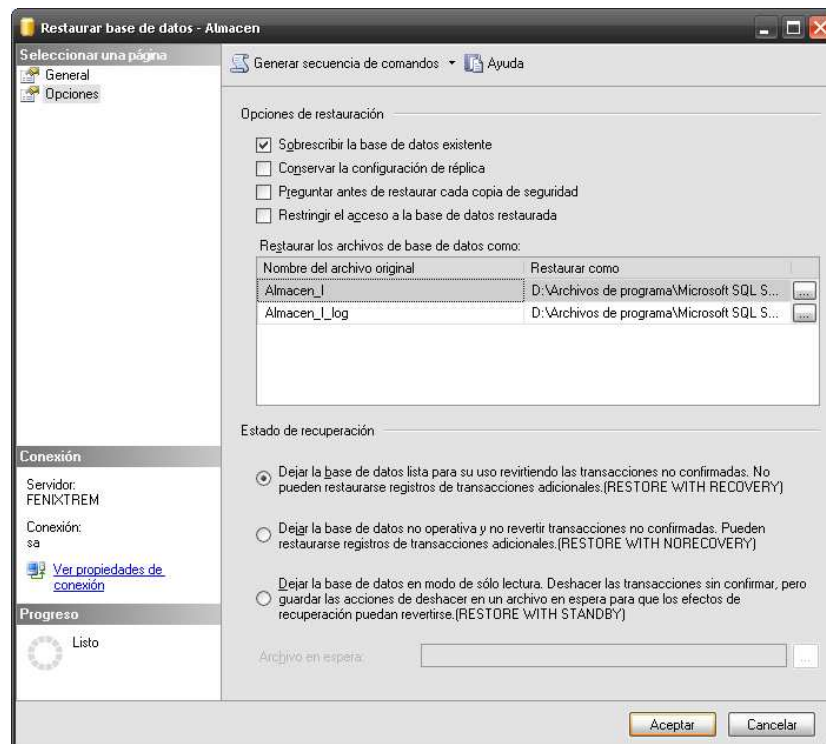 Restaurar base de datos - Almacen
Seleccionar una página
General
Opciones
Generar secuencia de comandos
Ayuda
Opciones de restauración
Sobrescribir la base de datos existente
Conservar la configuración de réplica
Preguntar antes de restaurar cada copia de seguridad
Restringir el acceso a la base de datos restaurada
Restaurar los archivos de base de datos como:
Nombre del archivo original Restaurar como
Almacen_I D:\Archivos de programa\Microsoft SQL S... ...
Almacen_I_log D:\Archivos de programa\Microsoft SQL S... ...
Estado de recuperación
Dejar la base de datos lista para su uso revirtiendo las transacciones no confirmadas. No
pueden restaurarse registros de transacciones adicionales.(RESTORE WITH RECOVERY)
Dejar la base de datos no operativa y no revertir transacciones no confirmadas. Pueden
restaurarse registros de transacciones adicionales.(RESTORE WITH NORECOVERY)
Dejar la base de datos en modo de sólo lectura. Deshacer las transacciones sin confirmar, pero
guardar las acciones de deshacer en un archivo en espera para que los efectos de
recuperación puedan revertirse.(RESTORE WITH STANDBY)
Archivo en espera: ...
Conexión
Servidor:
FENIXTREM
Conexión:
sa
Ver propiedades de
conexión
Progreso
Listo
Aceptar
Cancelar